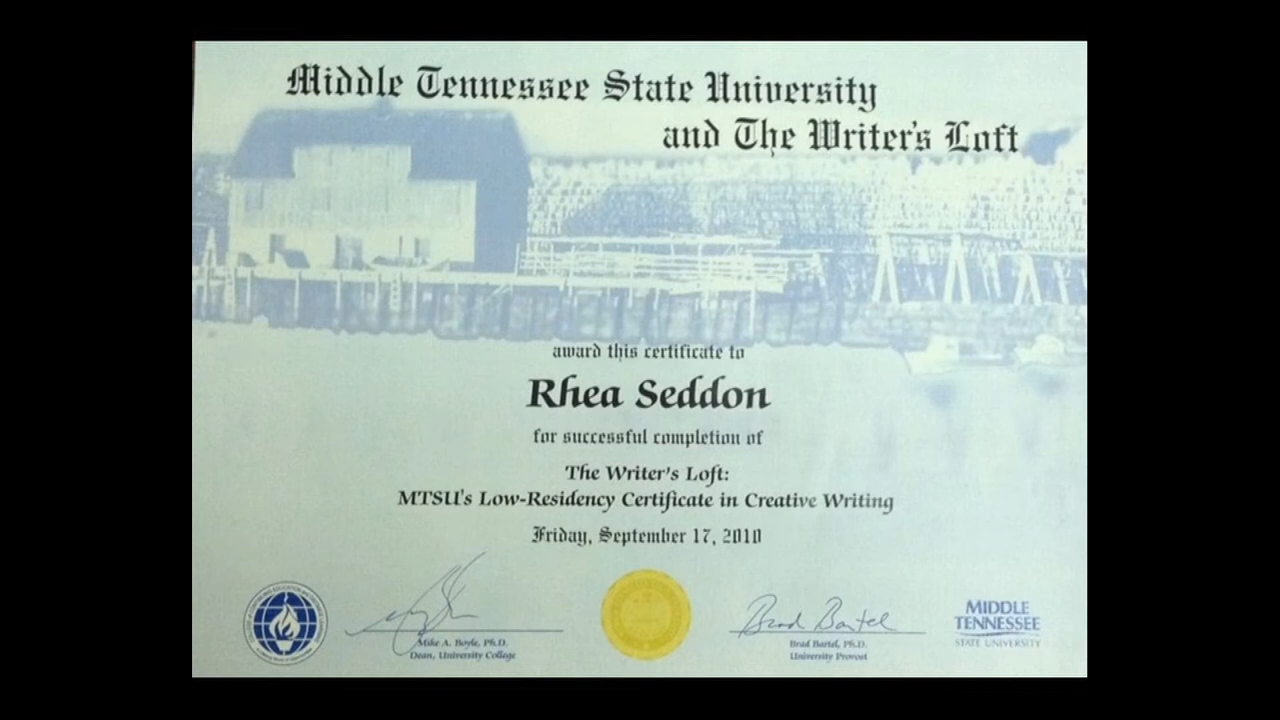 Middle Tennessee State University
and The Writer's Loft
award this certificate to
Rhea Seddon
for successful completion of
The Writer's Loft:
MTSU's Low-Residency Certificate in Creative Writing
Friday, September 17, 2010
Brad Bartel
Mike A. Boyle, Ph.D.
Dean, University College
Brad Bartel, Ph.D.
University Provost
MIDDLE
TENNESSEE
STATE UNIVERSITY